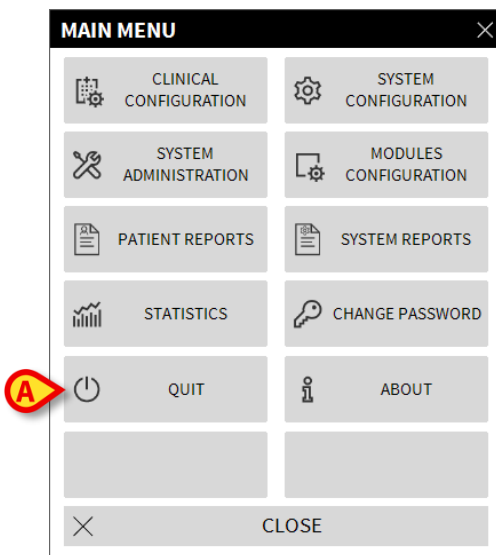 MAIN MENU
CLINICAL
CONFIGURATION
SYSTEM
CONFIGURATION
SYSTEM
ADMINISTRATION
MODULES
CONFIGURATION
PATIENT REPORTS
SYSTEM REPORTS
STATISTICS
CHANGE PASSWORD
A
QUIT
ABOUT
CLOSE